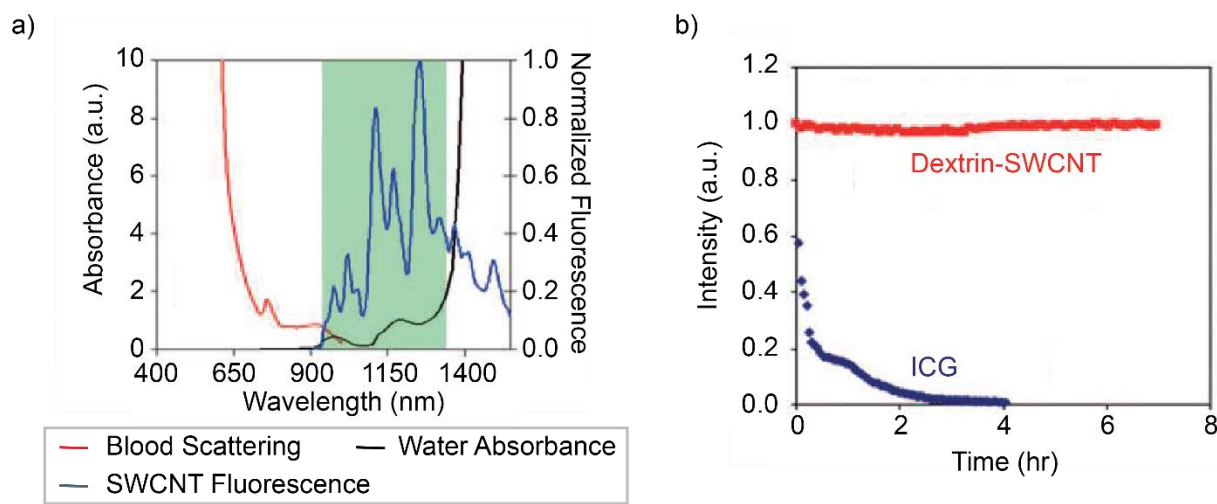 a)
Absorbance (a.u.)
10
8
6
4
2
0
Normalized Fluorescence
1.0
0.8
0.6
0.4
0.2
0.0
400 650 900 1150 1400
Wavelength (nm)
Blood Scattering
Water Absorbance
SWCNT Fluorescence
b)
Intensity (a.u.)
1.2
1.0
0.8
0.6
0.4
0.2
0.0
Dextrin-SWCNT
ICG
0 2 4 6 8
Time (hr)